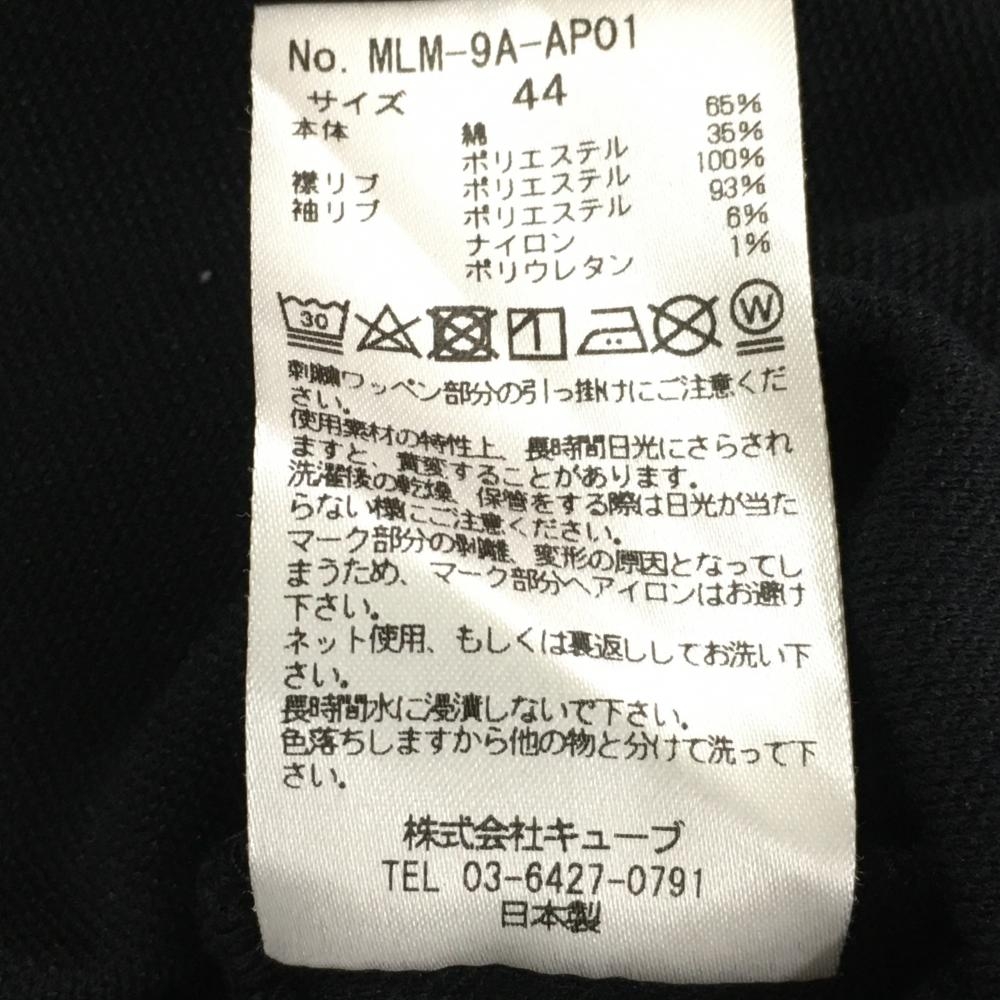 No. MLM-9A-AP01
サイズ 44
本体 綿 65%
ポリエステル 35%
襟リブ ポリエステル 100%
袖リブ ポリエステル 93%
ナイロン 6%
ポリウレタン 1%
30 W
刺繍ワッペン部分の引っ掛けにご注意くだ
さい。
使用素材の特性上、長時間日光にさらされ
ますと、黄変することがあります。
洗濯後の乾燥、保管をする際は日光が当た
らない様にご注意ください。
マーク部分の剥離、変形の原因となってし
まうため、マーク部分へアイロンはお避け
下さい。
ネット使用、もしくは裏返ししてお洗い下
さい。
長時間水に浸漬しないで下さい。
色落ちしますから他の物と分けて洗って下
さい。
株式会社キューブ
TEL 03-6427-0791
日本製